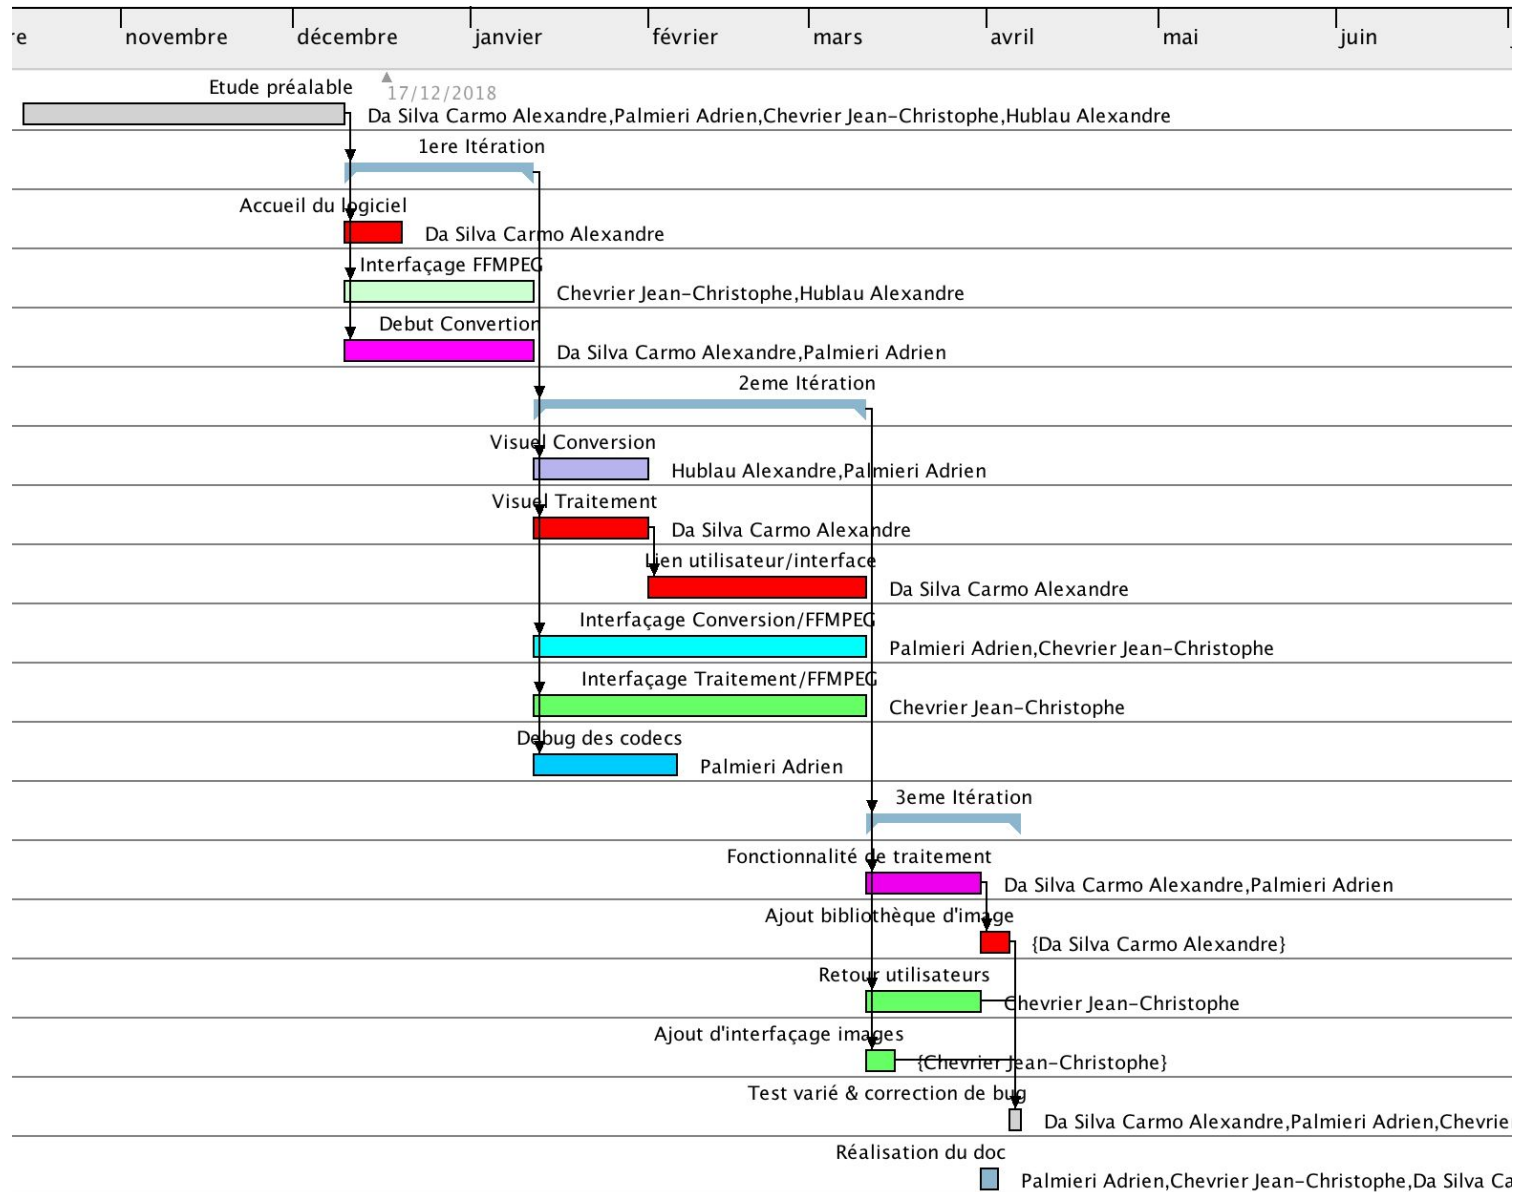 re novembre décembre janvier février mars avril mai juin
Etude préalable
17/12/2018
Da Silva Carmo Alexandre,Palmieri Adrien,Chevrier Jean-Christophe,Hublau Alexandre
1ere Itération
Accueil du logiciel
Da Silva Carmo Alexandre
Interfaçage FFMPEG
Chevrier Jean-Christophe,Hublau Alexandre
Debut Convertion
Da Silva Carmo Alexandre,Palmieri Adrien
2eme Itération
Visuel Conversion
Hublau Alexandre,Palmieri Adrien
Visuel Traitement
Da Silva Carmo Alexandre
Lien utilisateur/interface
Da Silva Carmo Alexandre
Interfaçage Conversion/FFMPEG
Palmieri Adrien,Chevrier Jean-Christophe
Interfaçage Traitement/FFMPEG
Chevrier Jean-Christophe
Debug des codecs
Palmieri Adrien
3eme Itération
Fonctionnalité de traitement
Da Silva Carmo Alexandre,Palmieri Adrien
Ajout bibliothèque d'image
{Da Silva Carmo Alexandre}
Retour utilisateurs
Chevrier Jean-Christophe
Ajout d'interfaçage images
{Chevrier Jean-Christophe}
Test varié & correction de bug
Da Silva Carmo Alexandre,Palmieri Adrien,Chevrie
Réalisation du doc
Palmieri Adrien,Chevrier Jean-Christophe,Da Silva Ca